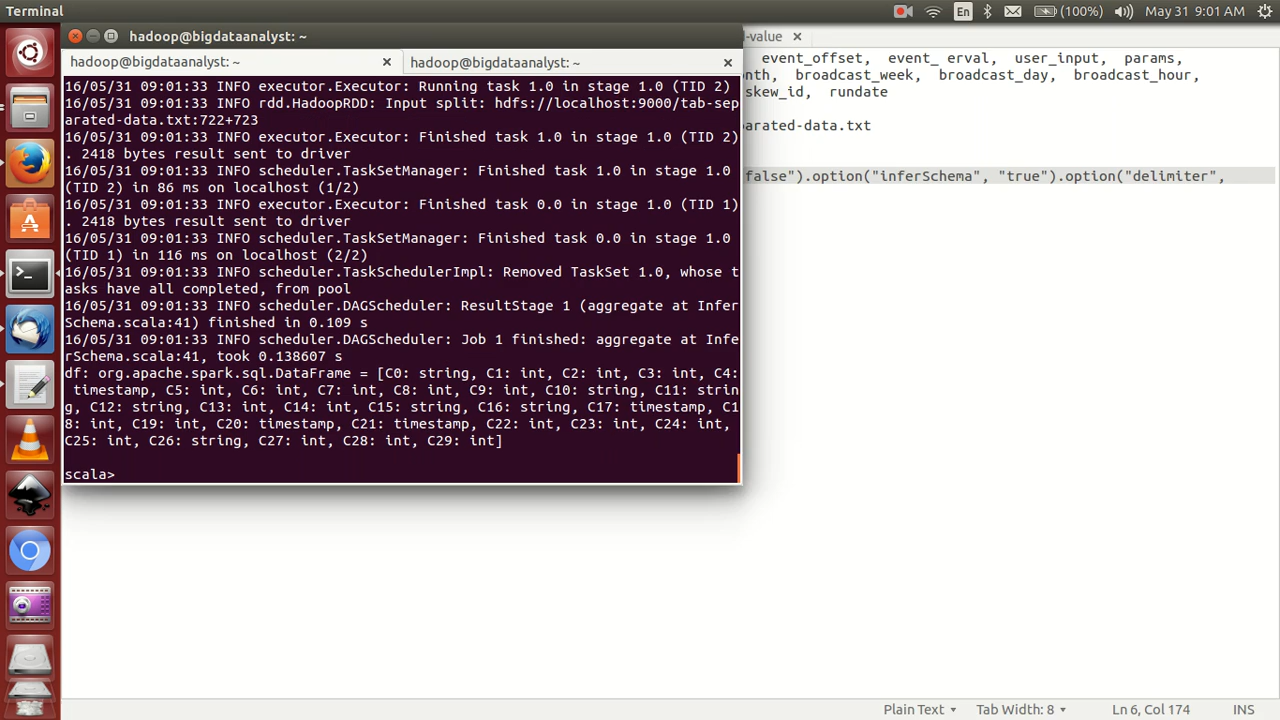 Terminal
En
(100%)
May 31 9:01 AM
hadoop@bigdataanalyst: ~
hadoop@bigdataanalyst: ~
hadoop@bigdataanalyst: ~
16/05/31 09:01:33 INFO executor.Executor: Running task 1.0 in stage 1.0 (TID 2)
16/05/31 09:01:33 INFO rdd.HadoopRDD: Input split: hdfs://localhost:9000/tab-sep
arated-data.txt:722+723
16/05/31 09:01:33 INFO executor.Executor: Finished task 1.0 in stage 1.0 (TID 2)
. 2418 bytes result sent to driver
16/05/31 09:01:33 INFO scheduler.TaskSetManager: Finished task 1.0 in stage 1.0
(TID 2) in 86 ms on localhost (1/2)
16/05/31 09:01:33 INFO executor.Executor: Finished task 0.0 in stage 1.0 (TID 1)
. 2418 bytes result sent to driver
16/05/31 09:01:33 INFO scheduler.TaskSetManager: Finished task 0.0 in stage 1.0
(TID 1) in 116 ms on localhost (2/2)
16/05/31 09:01:33 INFO scheduler.TaskSchedulerImpl: Removed TaskSet 1.0, whose t
asks have all completed, from pool
16/05/31 09:01:33 INFO scheduler.DAGScheduler: ResultStage 1 (aggregate at Infer
Schema.scala:41) finished in 0.109 s
16/05/31 09:01:33 INFO scheduler.DAGScheduler: Job 1 finished: aggregate at Infe
rSchema.scala:41, took 0.138607 s
df: org.apache.spark.sql.DataFrame = [C0: string, C1: int, C2: int, C3: int, C4:
 timestamp, C5: int, C6: int, C7: int, C8: int, C9: int, C10: string, C11: strin
g, C12: string, C13: int, C14: int, C15: string, C16: string, C17: timestamp, C1
8: int, C19: int, C20: timestamp, C21: timestamp, C22: int, C23: int, C24: int,
C25: int, C26: string, C27: int, C28: int, C29: int]
scala>
-value
event_offset, event_ erval, user_input, params,
nth, broadcast_week, broadcast_day, broadcast_hour,
skew_id, rundate
arated-data.txt
false").option("inferSchema", "true").option("delimiter",
Plain Text
Tab Width: 8
Ln 6, Col 174
INS